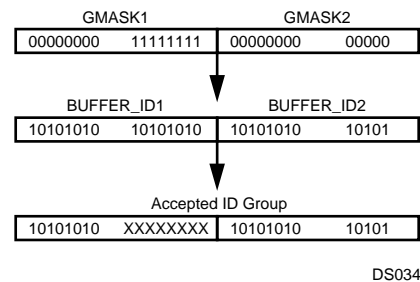 GMASK1 GMASK2
00000000 11111111 00000000 00000
BUFFER_ID1 BUFFER_ID2
10101010 10101010 10101010 10101
Accepted ID Group
10101010 XXXXXXXX 10101010 10101
DS034